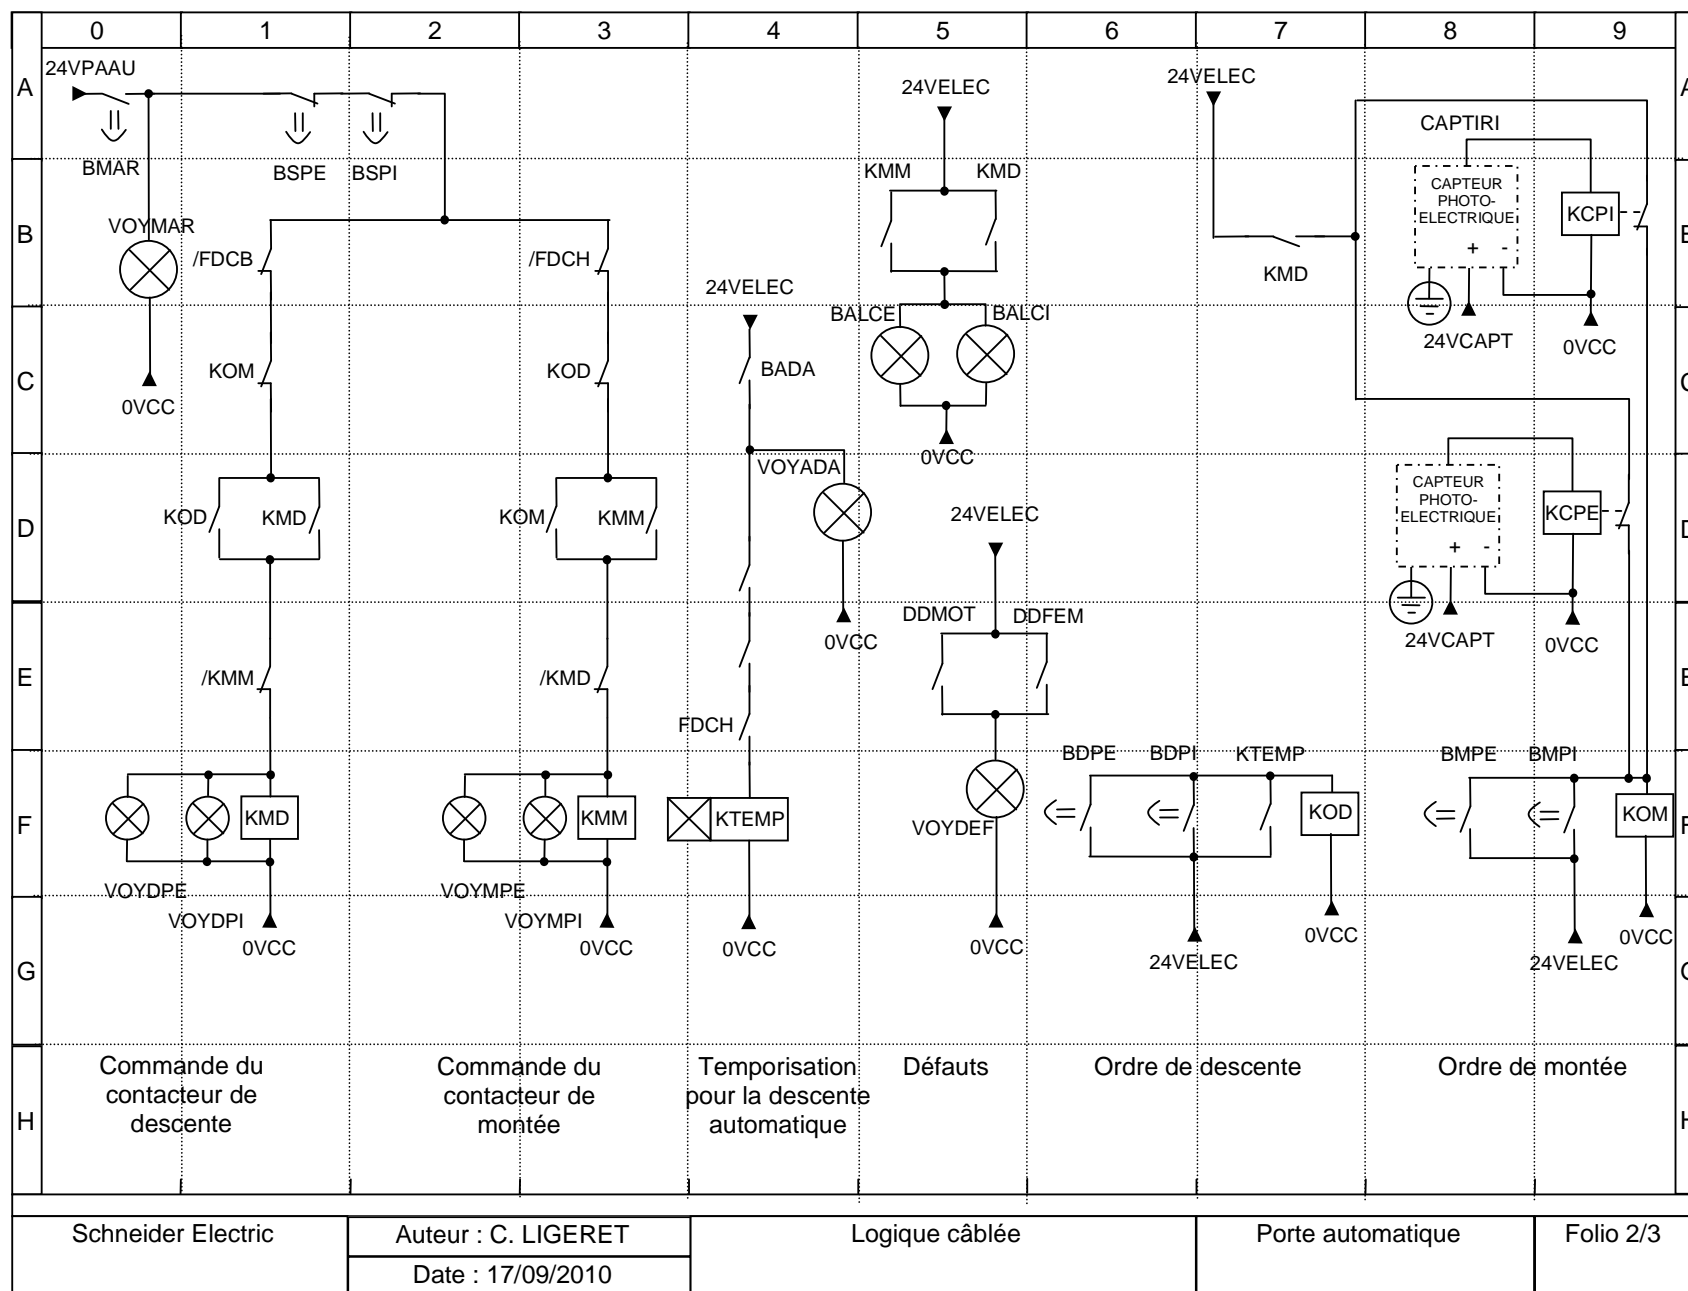 0 1 2 3 4 5 6 7 8 9
A
24VPAAU
24VELEC
24VELEC
CAPTIRI
A
BMAR
BSPE
BSPI
KMM
KMD
B
VOYMAR
/FDCB
/FDCH
KMD
CAPTEUR
PHOTO-
ELECTRIQUE
+ -
KCPI
24VELEC
BALCE
BALCI
24VCAPT
0VCC
C
0VCC
KOM
KOD
BADA
0VCC
D
KOD
KMD
KOM
KMM
VOYADA
24VELEC
CAPTEUR
PHOTO-
ELECTRIQUE
+ -
KCPE
0VCC
DDMOT
DDFEM
24VCAPT
0VCC
E
/KMM
/KMD
FDCH
BDPE
BDPI
KTEMP
BMPE
BMPI
F
KMD
KMM
KTEMP
VOYDEF
KOD
KOM
VOYDPE
VOYDPI
0VCC
VOYMPE
VOYMPI
0VCC
0VCC
0VCC
24VELEC
0VCC
24VELEC
0VCC
G
H
Commande du
contacteur de
descente
Commande du
contacteur de
montée
Temporisation
pour la descente
automatique
Défauts
Ordre de descente
Ordre de montée
Schneider Electric
Auteur : C. LIGERET
Date : 17/09/2010
Logique câblée
Porte automatique
Folio 2/3